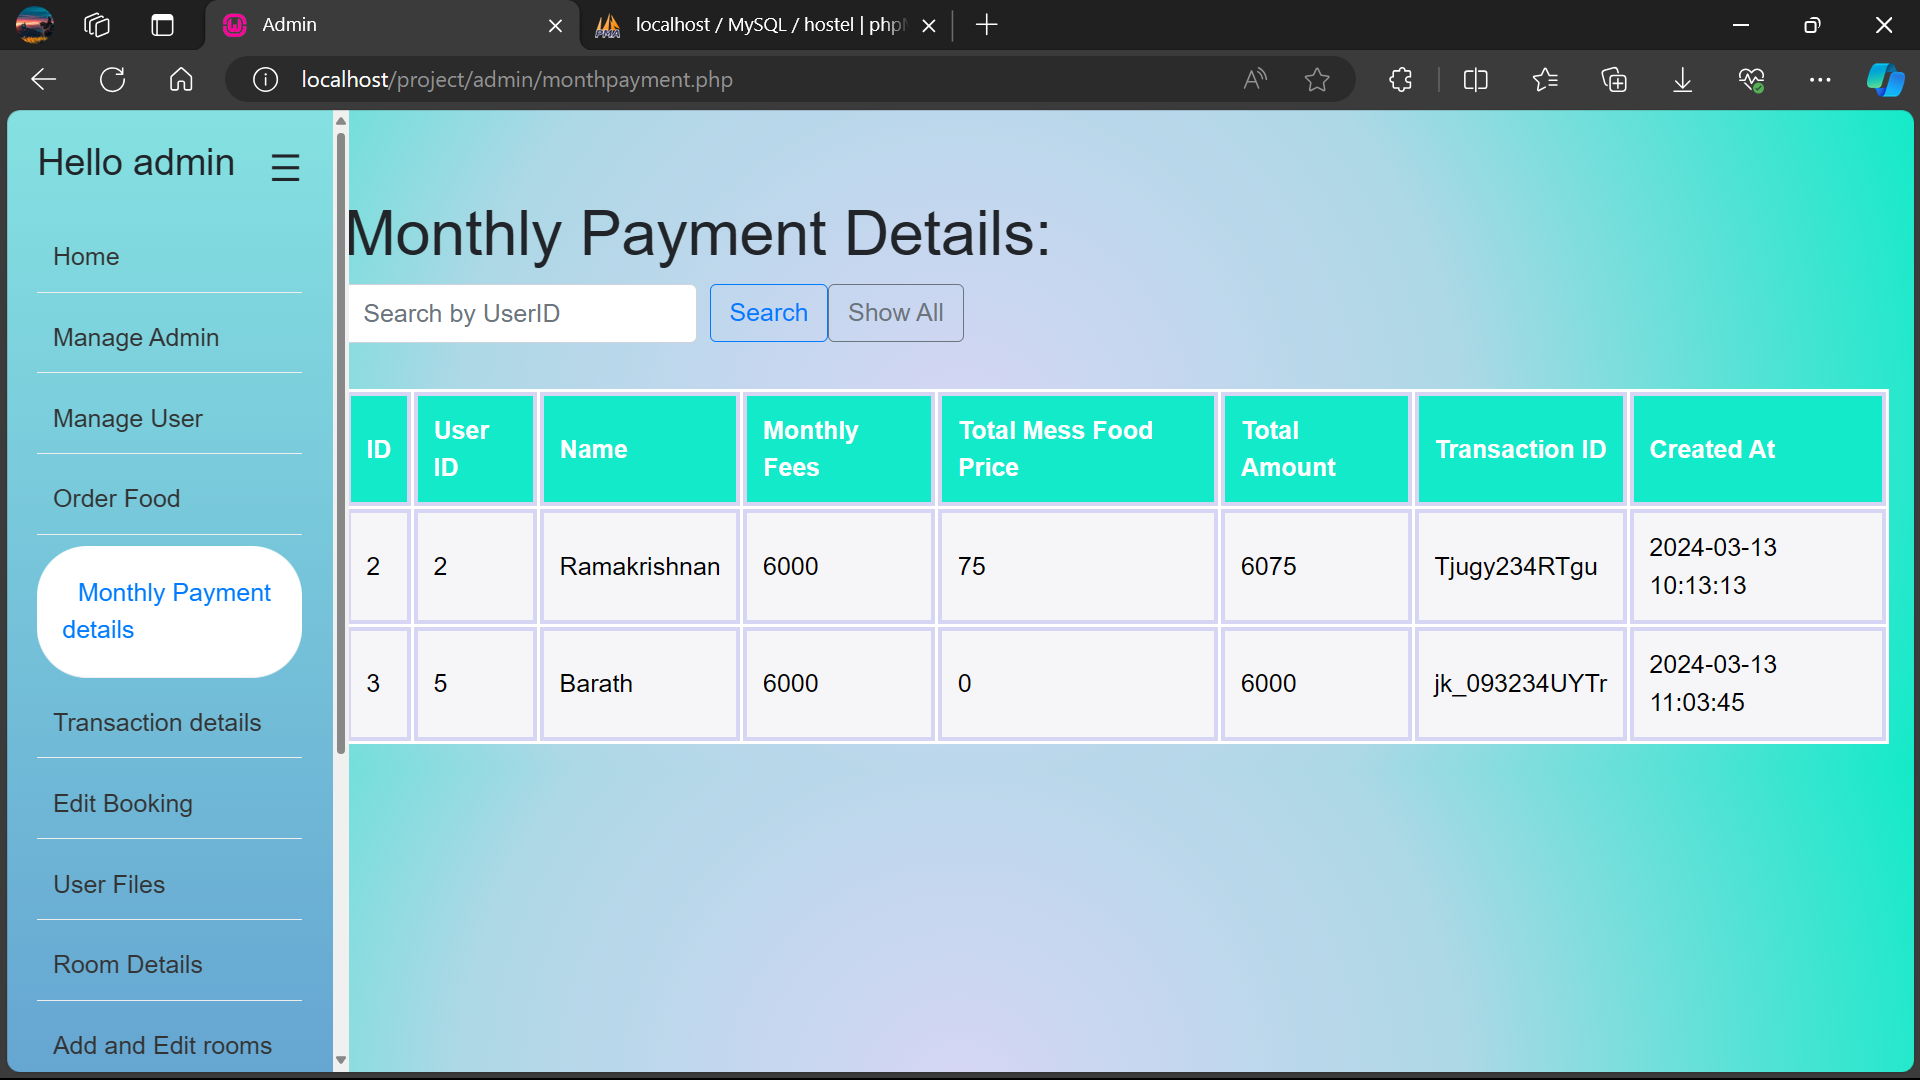 Admin
localhost / MySQL / hostel | php
localhost/project/admin/monthpayment.php
Hello admin
Home
Manage Admin
Manage User
Order Food
Monthly Payment
details
Transaction details
Edit Booking
User Files
Room Details
Add and Edit rooms
Monthly Payment Details:
Search by UserID Search Show All
ID User ID Name Monthly Fees Total Mess Food Price Total Amount Transaction ID Created At
2 2 Ramakrishnan 6000 75 6075 Tjugy234RTgu 2024-03-13 10:13:13
3 5 Barath 6000 0 6000 jk_093234UYTr 2024-03-13 11:03:45